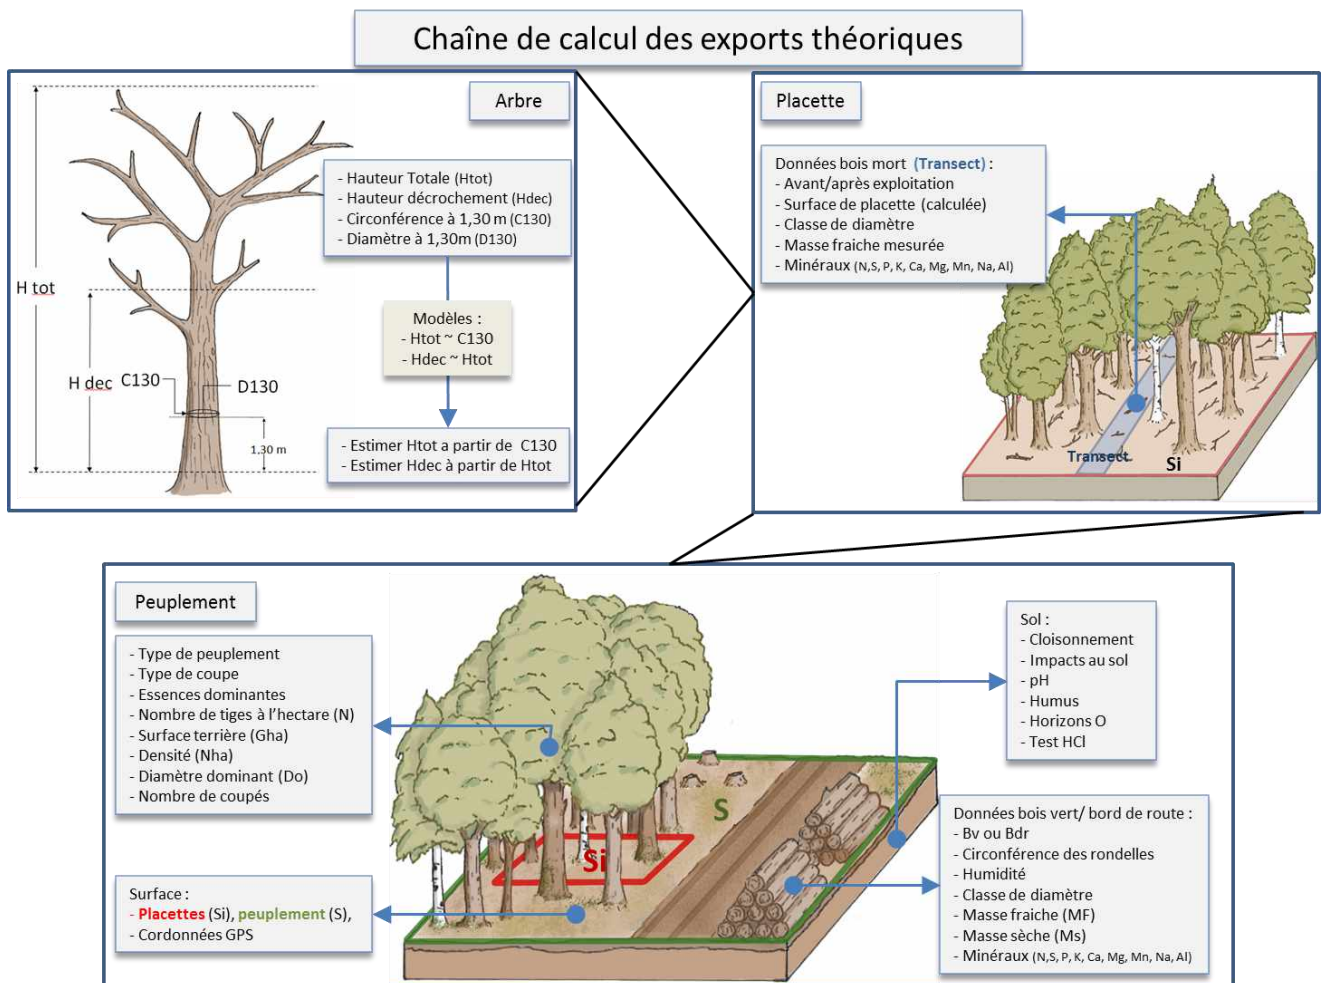 Chaîne de calcul des exports théoriques
Arbre
- Hauteur Totale (Htot)
- Hauteur décrochement (Hdec)
- Circonférence à 1,30 m (C130)
- Diamètre à 1,30m (D130)
Modèles :
- Htot ~ C130
- Hdec ~ Htot
- Estimer Htot a partir de C130
- Estimer Hdec à partir de Htot
H tot
H dec
C130
D130
1,30 m
Placette
Données bois mort (Transect) :
- Avant/après exploitation
- Surface de placette (calculée)
- Classe de diamètre
- Masse fraiche mesurée
- Minéraux (N,S, P, K, Ca, Mg, Mn, Na, Al)
Transect
Si
Peuplement
- Type de peuplement
- Type de coupe
- Essences dominantes
- Nombre de tiges à l'hectare (N)
- Surface terrière (Gha)
- Densité (Nha)
- Diamètre dominant (Do)
- Nombre de coupés
Surface :
- Placettes (Si), peuplement (S),
- Cordonnées GPS
Si
S
Sol :
- Cloisonnement
- Impacts au sol
- pH
- Humus
- Horizons O
- Test HCl
Données bois vert/ bord de route :
- Bv ou Bdr
- Circonférence des rondelles
- Humidité
- Classe de diamètre
- Masse fraiche (MF)
- Masse sèche (Ms)
- Minéraux (N,S, P, K, Ca, Mg, Mn, Na, Al)